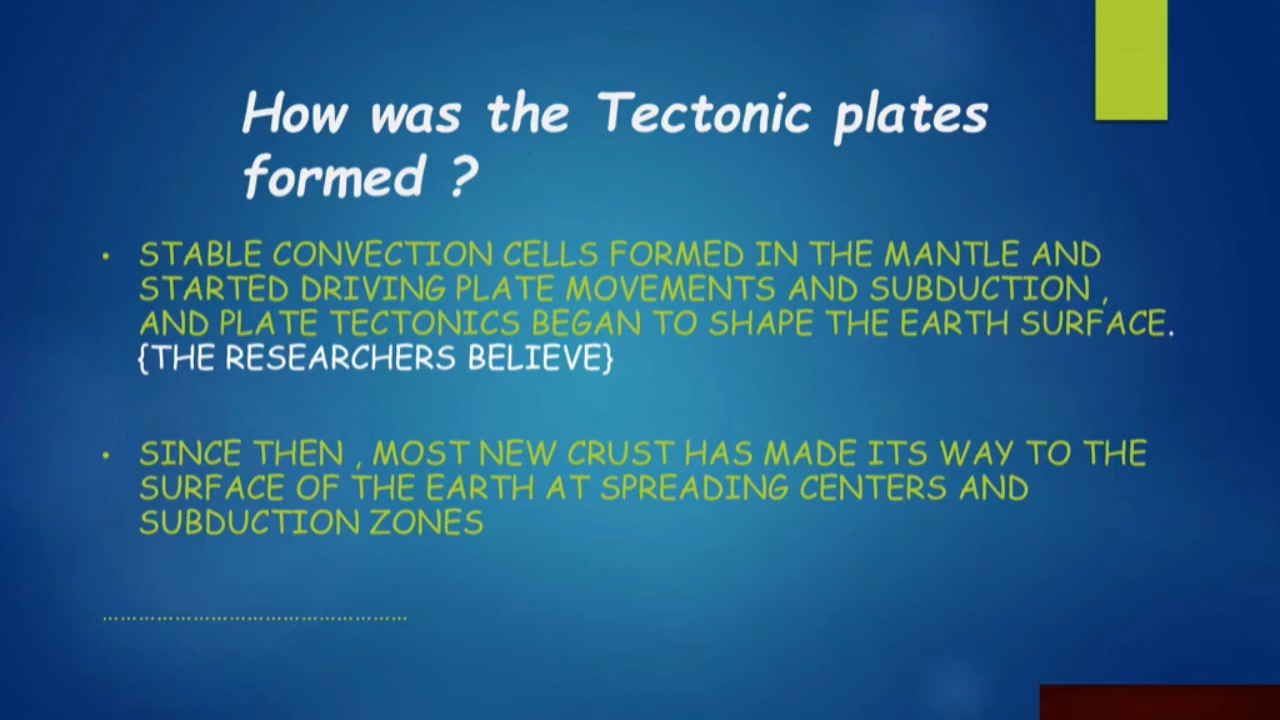 How was the Tectonic plates
formed ?
• STABLE CONVECTION CELLS FORMED IN THE MANTLE AND
STARTED DRIVING PLATE MOVEMENTS AND SUBDUCTION ,
AND PLATE TECTONICS BEGAN TO SHAPE THE EARTH SURFACE.
{THE RESEARCHERS BELIEVE}
• SINCE THEN , MOST NEW CRUST HAS MADE ITS WAY TO THE
SURFACE OF THE EARTH AT SPREADING CENTERS AND
SUBDUCTION ZONES
……………………………………………